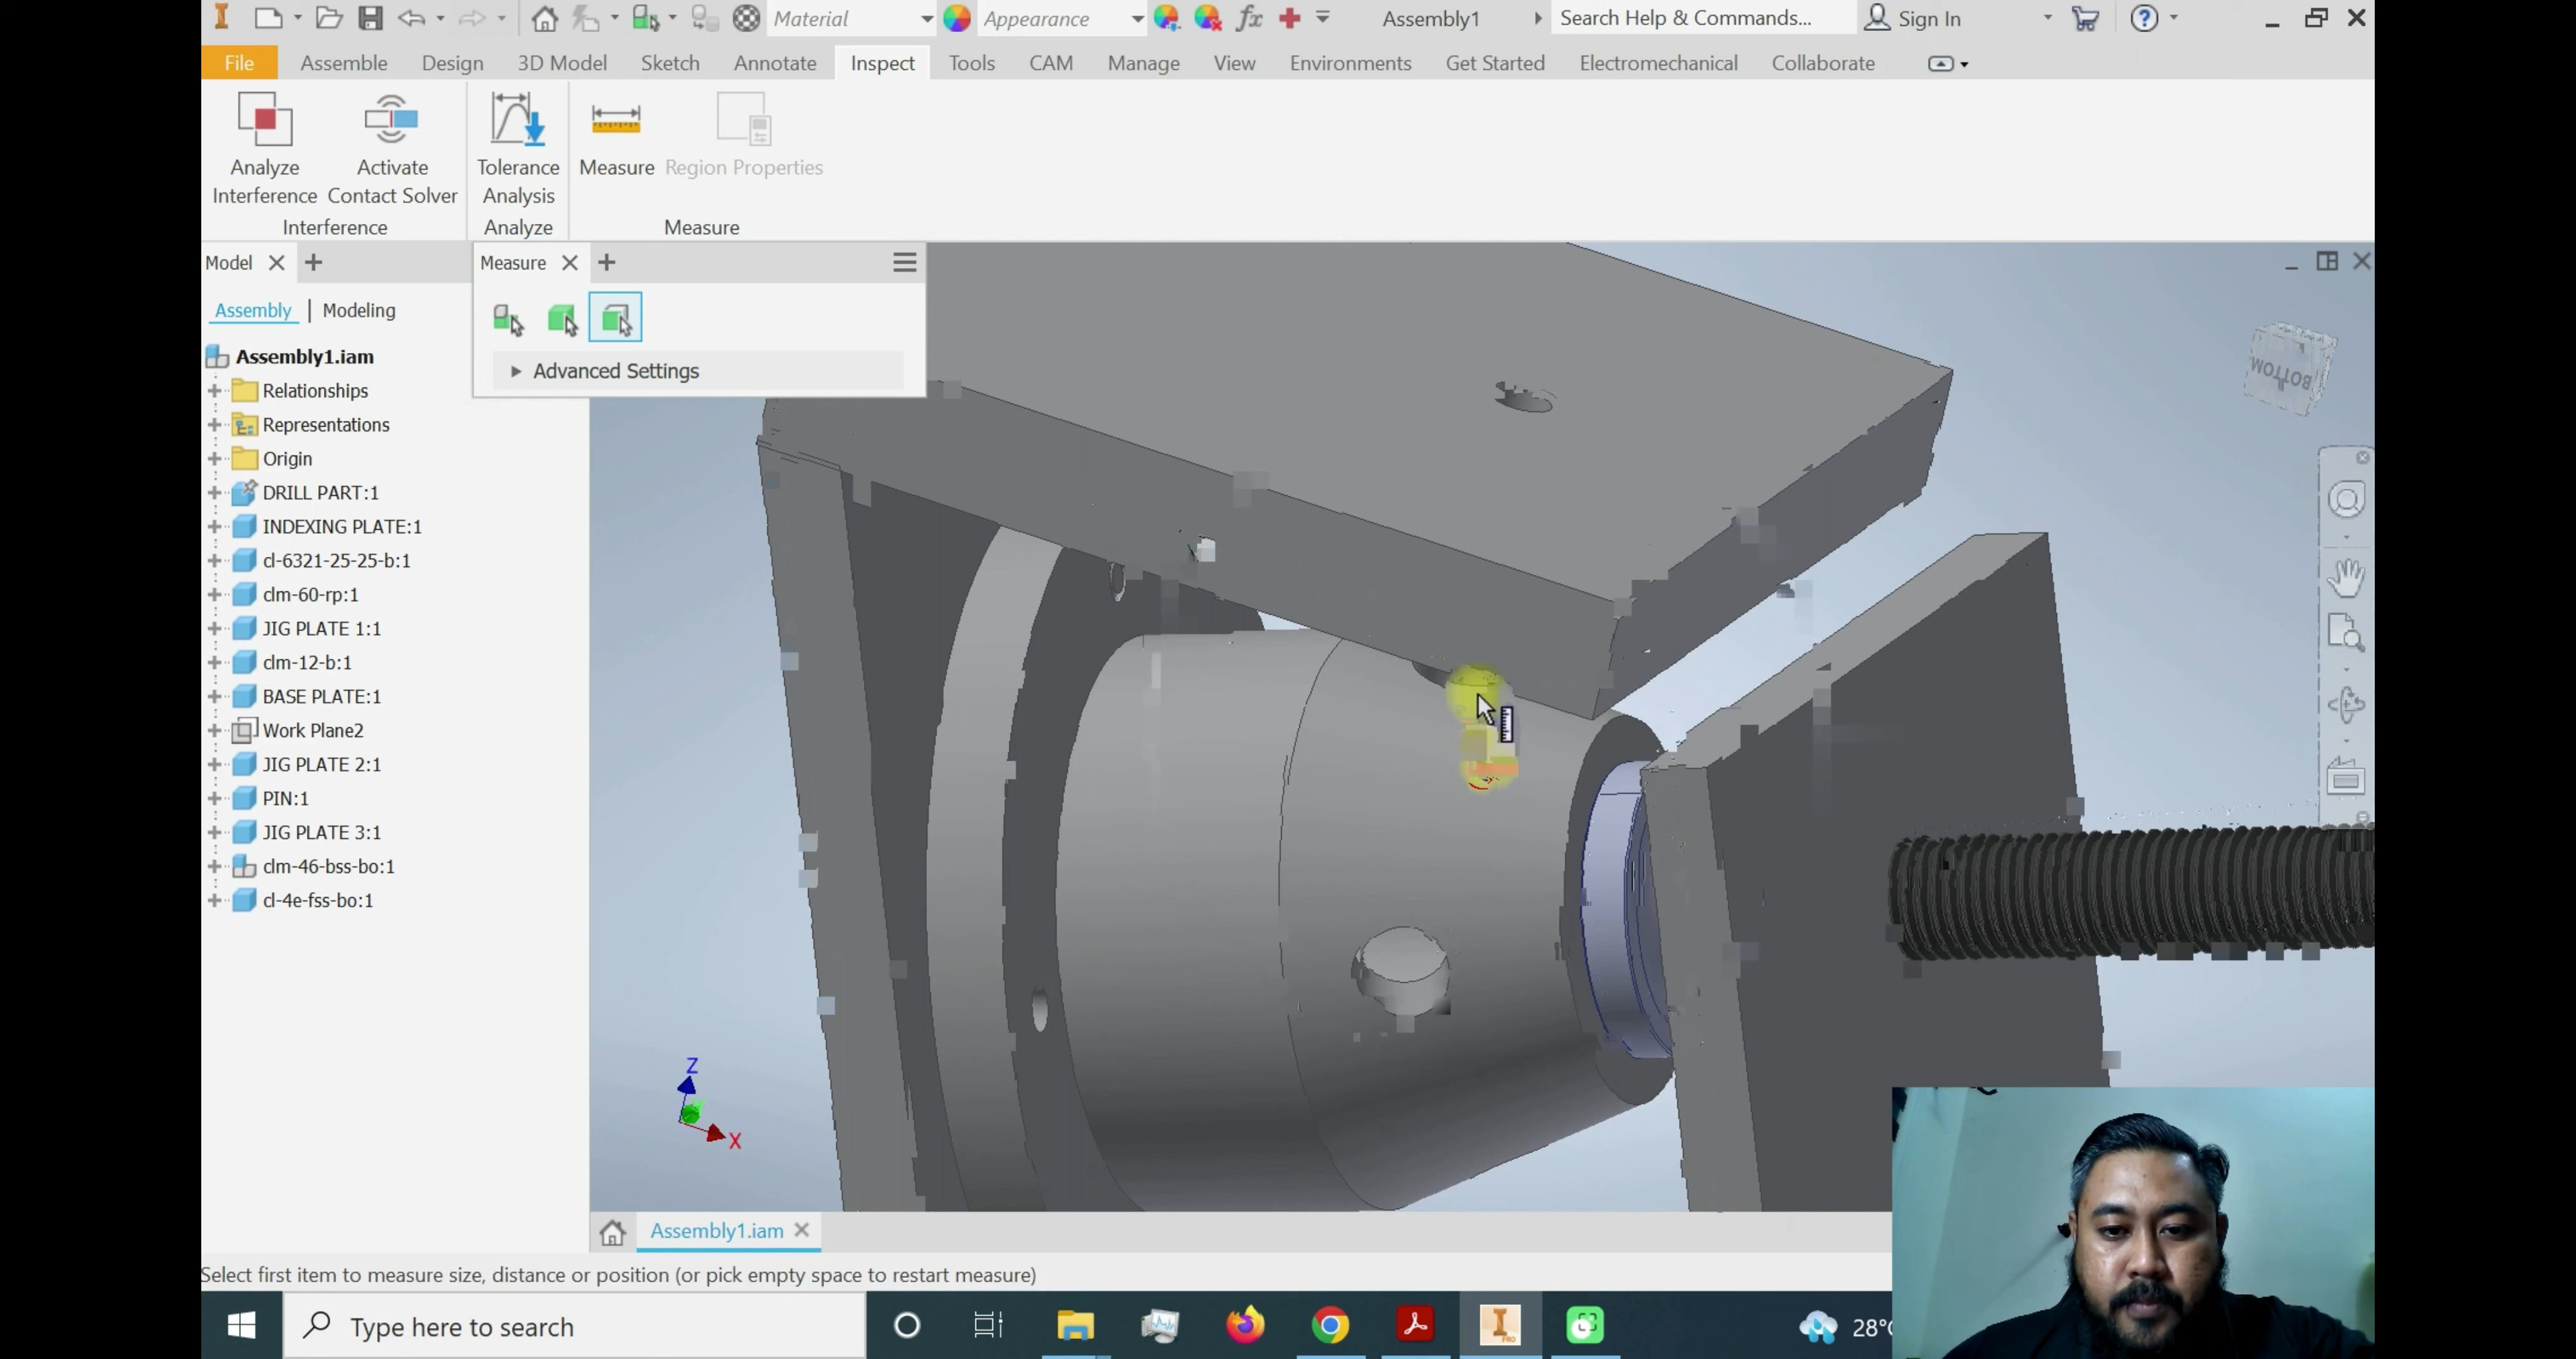 Material
Appearance
Assembly1
Search Help & Commands...
Sign In
File
Assemble
Design
3D Model
Sketch
Annotate
Inspect
Tools
CAM
Manage
View
Environments
Get Started
Electromechanical
Collaborate
Analyze
Interference
Activate
Contact Solver
Tolerance
Analysis
Measure
Region Properties
Interference
Analyze
Measure
Model
Measure
Assembly | Modeling
Advanced Settings
Assembly1.iam
Relationships
Representations
Origin
DRILL PART:1
INDEXING PLATE:1
cl-6321-25-25-b:1
clm-60-rp:1
JIG PLATE 1:1
clm-12-b:1
BASE PLATE:1
Work Plane2
JIG PLATE 2:1
PIN:1
JIG PLATE 3:1
clm-46-bss-bo:1
cl-4e-fss-bo:1
BOTTOM
Z
X
Assembly1.iam
Select first item to measure size, distance or position (or pick empty space to restart measure)
Type here to search
PRO
28°